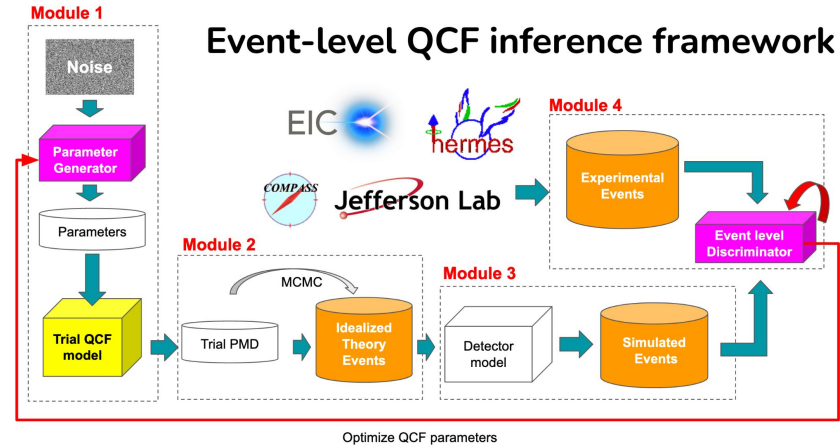 Module 1
Event-level QCF inference framework
Noise
Parameter
Generator
Parameters
Trial QCF
model
EIC
hermes
COMPASS
Jefferson Lab
Module 4
Experimental
Events
Event level
Discriminator
Module 2
MCMC
Trial PMD
Idealized
Theory
Events
Module 3
Detector
model
Simulated
Events
Optimize QCF parameters